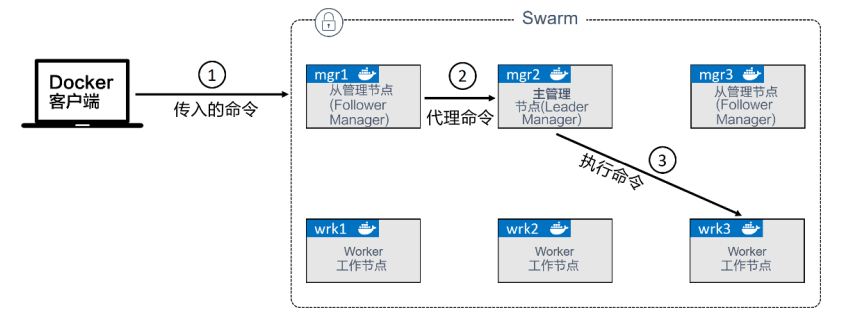 Swarm
Docker
客户端
1
传入的命令
mgr1
从管理节点
(Follower
Manager)
2
代理命令
mgr2
主管理
节点(Leader
Manager)
mgr3
从管理节点
(Follower
Manager)
3
执行命令
wrk1
Worker
工作节点
wrk2
Worker
工作节点
wrk3
Worker
工作节点